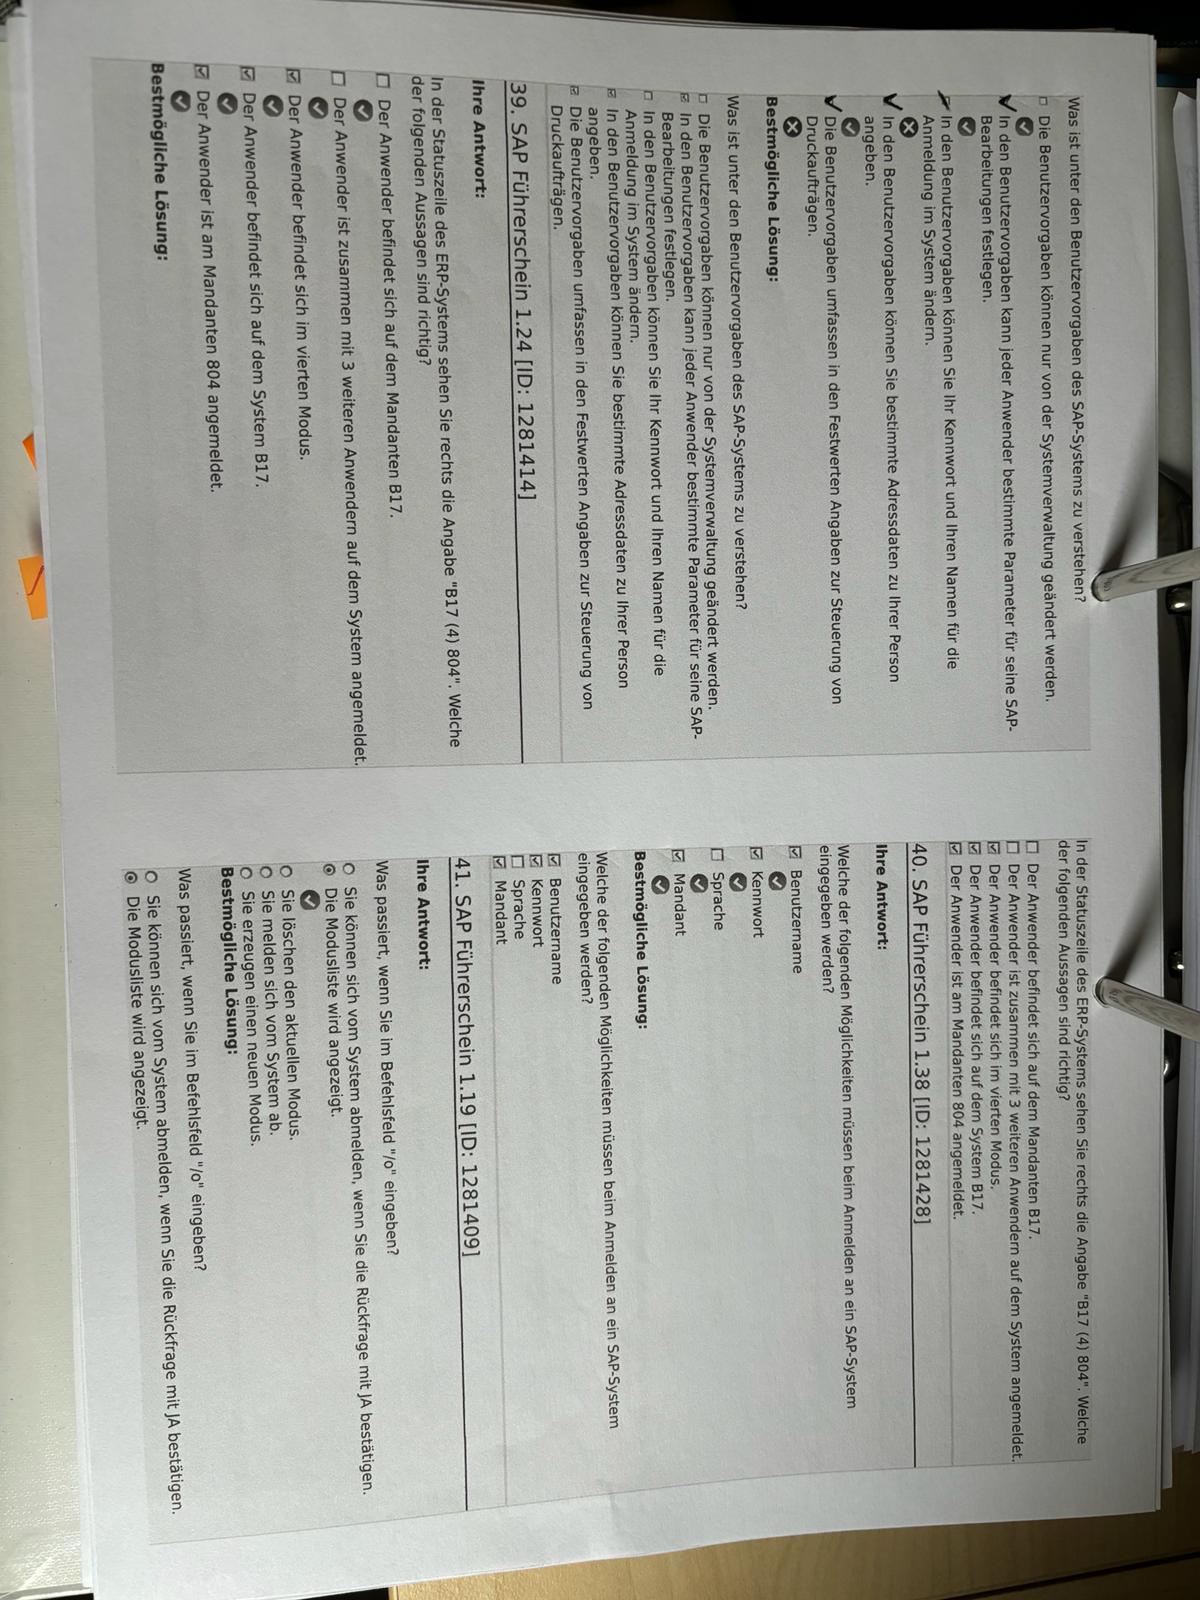 Was ist unter den Benutzervorgaben des SAP-Systems zu verstehen?
Die Benutzervorgaben können nur von der Systemverwaltung geändert werden.
In den Benutzervorgaben kann jeder Anwender bestimmte Parameter für seine SAP-
Bearbeitungen festlegen.
In den Benutzervorgaben können Sie Ihr Kennwort und Ihren Namen für die
Anmeldung im System ändern.
In den Benutzervorgaben können Sie bestimmte Adressdaten zu Ihrer Person
angeben.
Die Benutzervorgaben umfassen in den Festwerten Angaben zur Steuerung von
Druckaufträgen.
Bestmögliche Lösung:
Was ist unter den Benutzervorgaben des SAP-Systems zu verstehen?
Die Benutzervorgaben können nur von der Systemverwaltung geändert werden.
In den Benutzervorgaben kann jeder Anwender bestimmte Parameter für seine SAP-
Bearbeitungen festlegen.
In den Benutzervorgaben können Sie Ihr Kennwort und Ihren Namen für die
Anmeldung im System ändern.
In den Benutzervorgaben können Sie bestimmte Adressdaten zu Ihrer Person
angeben.
Die Benutzervorgaben umfassen in den Festwerten Angaben zur Steuerung von
Druckaufträgen.
39. SAP Führerschein 1.24 [ID: 1281414]
Ihre Antwort:
In der Statuszeile des ERP-Systems sehen Sie rechts die Angabe "B17 (4) 804". Welche
der folgenden Aussagen sind richtig?
Der Anwender befindet sich auf dem Mandanten B17.
Der Anwender ist zusammen mit 3 weiteren Anwendern auf dem System angemeldet.
Der Anwender befindet sich im vierten Modus.
Der Anwender befindet sich auf dem System B17.
Der Anwender ist am Mandanten 804 angemeldet.
Bestmögliche Lösung:
In der Statuszeile des ERP-Systems sehen Sie rechts die Angabe "B17 (4) 804". Welche
der folgenden Aussagen sind richtig?
Der Anwender befindet sich auf dem Mandanten B17.
Der Anwender ist zusammen mit 3 weiteren Anwendern auf dem System angemeldet.
Der Anwender befindet sich im vierten Modus.
Der Anwender befindet sich auf dem System B17.
Der Anwender ist am Mandanten 804 angemeldet.
40. SAP Führerschein 1.38 [ID: 1281428]
Ihre Antwort:
Welche der folgenden Möglichkeiten müssen beim Anmelden an ein SAP-System
eingegeben werden?
Benutzername
Kennwort
Sprache
Mandant
Bestmögliche Lösung:
Welche der folgenden Möglichkeiten müssen beim Anmelden an ein SAP-System
eingegeben werden?
Benutzername
Kennwort
Sprache
Mandant
41. SAP Führerschein 1.19 [ID: 1281409]
Ihre Antwort:
Was passiert, wenn Sie im Befehlsfeld "/o" eingeben?
Sie können sich vom System abmelden, wenn Sie die Rückfrage mit JA bestätigen.
Die Modusliste wird angezeigt.
Sie löschen den aktuellen Modus.
Sie melden sich vom System ab.
Sie erzeugen einen neuen Modus.
Bestmögliche Lösung:
Was passiert, wenn Sie im Befehlsfeld "/o" eingeben?
Sie können sich vom System abmelden, wenn Sie die Rückfrage mit JA bestätigen.
Die Modusliste wird angezeigt.